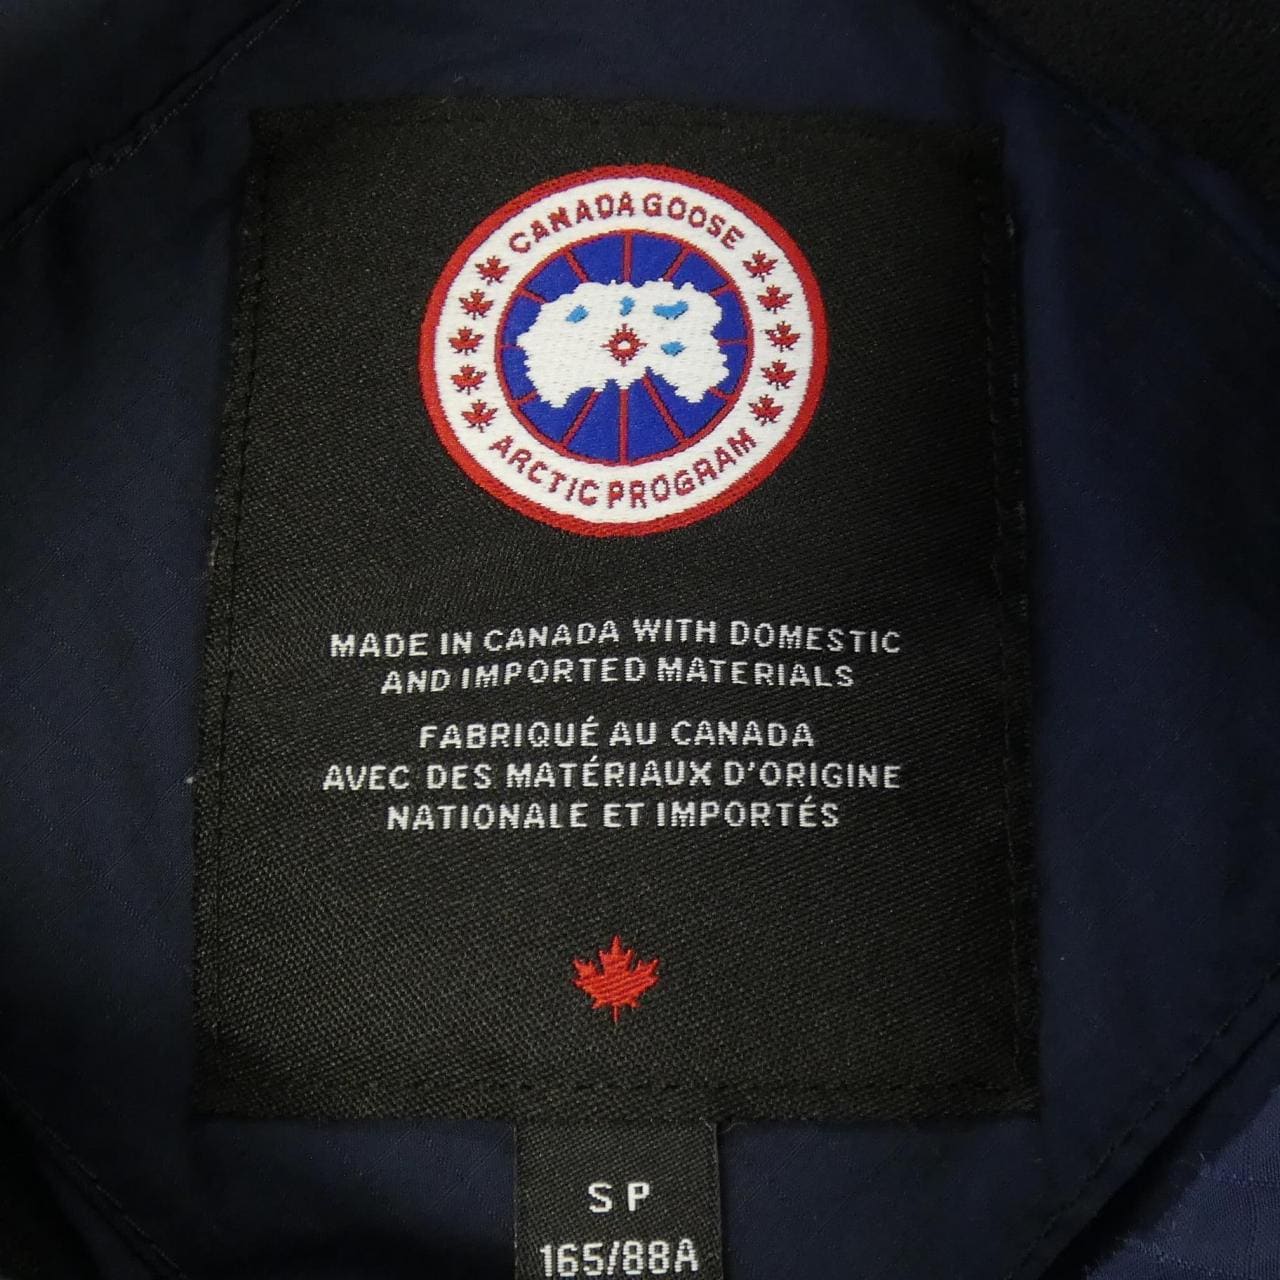 CANADA GOOSE
ARCTIC PROGRAM
MADE IN CANADA WITH DOMESTIC
AND IMPORTED MATERIALS
FABRIQUÉ AU CANADA
AVEC DES MATÉRIAUX D'ORIGINE
NATIONALE ET IMPORTÉS
S P
165/88A